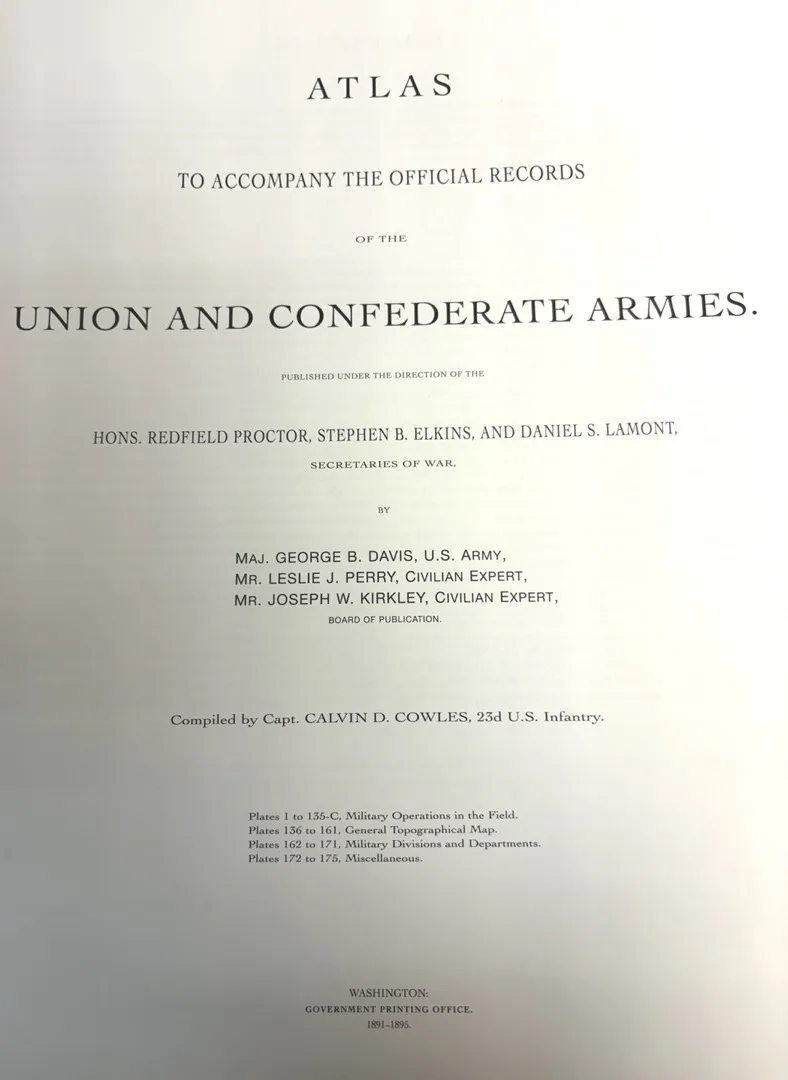 ATLAS
TO ACCOMPANY THE OFFICIAL RECORDS
OF THE
UNION AND CONFEDERATE ARMIES.
PUBLISHED UNDER THE DIRECTION OF THE
HONS. REDFIELD PROCTOR, STEPHEN B. ELKINS, AND DANIEL S. LAMONT,
SECRETARIES OF WAR,
BY
MAJ. GEORGE B. DAVIS, U.S. ARMY,
MR. LESLIE J. PERRY, CIVILIAN EXPERT,
MR. JOSEPH W. KIRKLEY, CIVILIAN EXPERT,
BOARD OF PUBLICATION.
Compiled by Capt. CALVIN D. COWLES, 23d U.S. Infantry.
Plates 1 to 135-C, Military Operations in the Field.
Plates 136 to 161, General Topographical Map.
Plates 162 to 171, Military Divisions and Departments.
Plates 172 to 175, Miscellaneous.
WASHINGTON:
GOVERNMENT PRINTING OFFICE.
1891–1895.